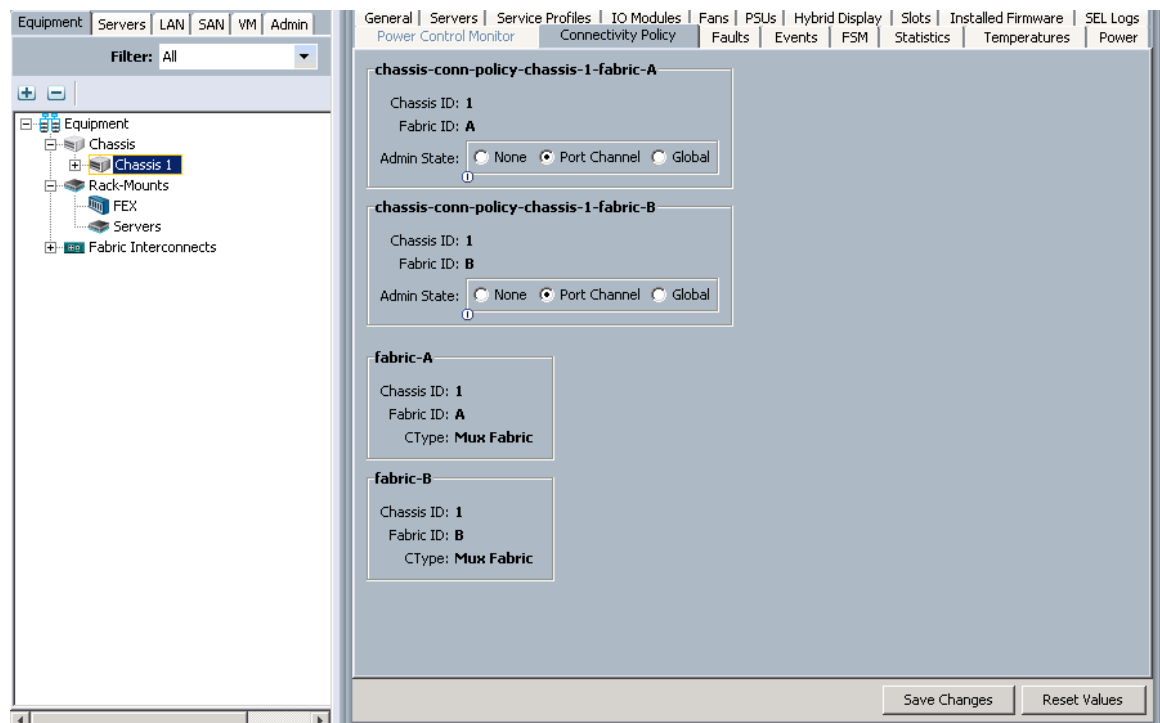 Equipment Servers LAN SAN VM Admin
Filter: All
Equipment
Chassis
Chassis 1
Rack-Mounts
FEX
Servers
Fabric Interconnects
General Servers Service Profiles IO Modules Fans PSUs Hybrid Display Slots Installed Firmware SEL Logs
Power Control Monitor Connectivity Policy Faults Events FSM Statistics Temperatures Power
chassis-conn-policy-chassis-1-fabric-A
Chassis ID: 1
Fabric ID: A
Admin State: None Port Channel Global
chassis-conn-policy-chassis-1-fabric-B
Chassis ID: 1
Fabric ID: B
Admin State: None Port Channel Global
fabric-A
Chassis ID: 1
Fabric ID: A
CType: Mux Fabric
fabric-B
Chassis ID: 1
Fabric ID: B
CType: Mux Fabric
Save Changes Reset Values